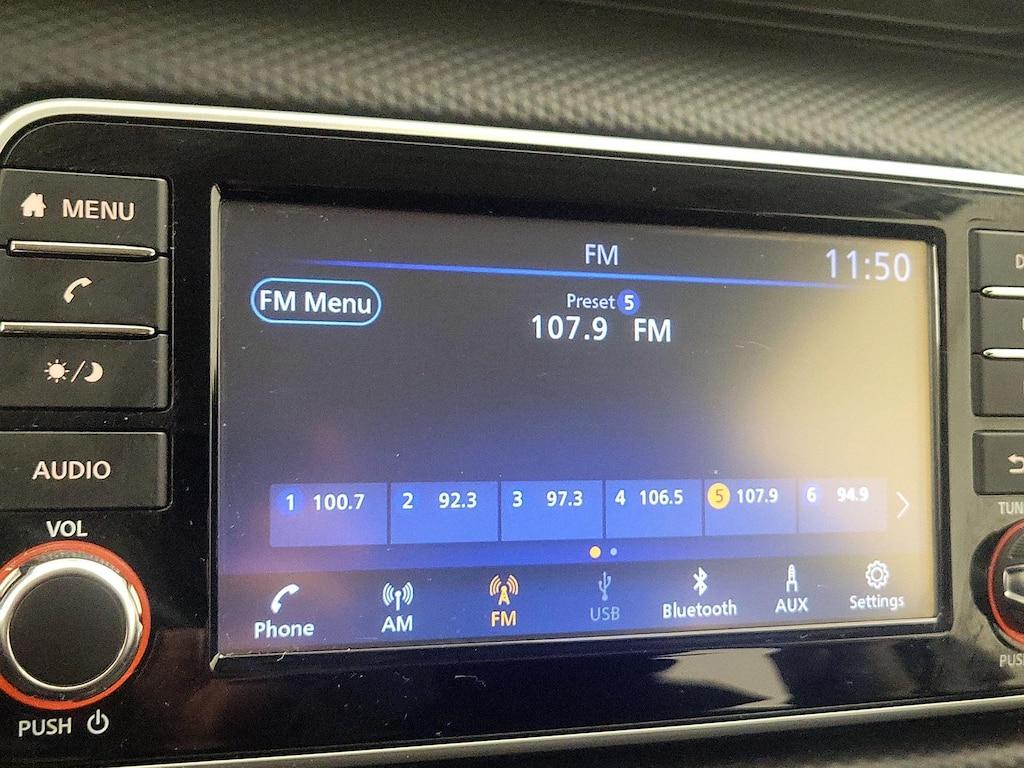 MENU
AUDIO
VOL
PUSH
FM
11:50
FM Menu
Preset 5
107.9 FM
1 100.7 2 92.3 3 97.3 4 106.5 5 107.9 6 94.9
Phone AM FM USB Bluetooth AUX Settings